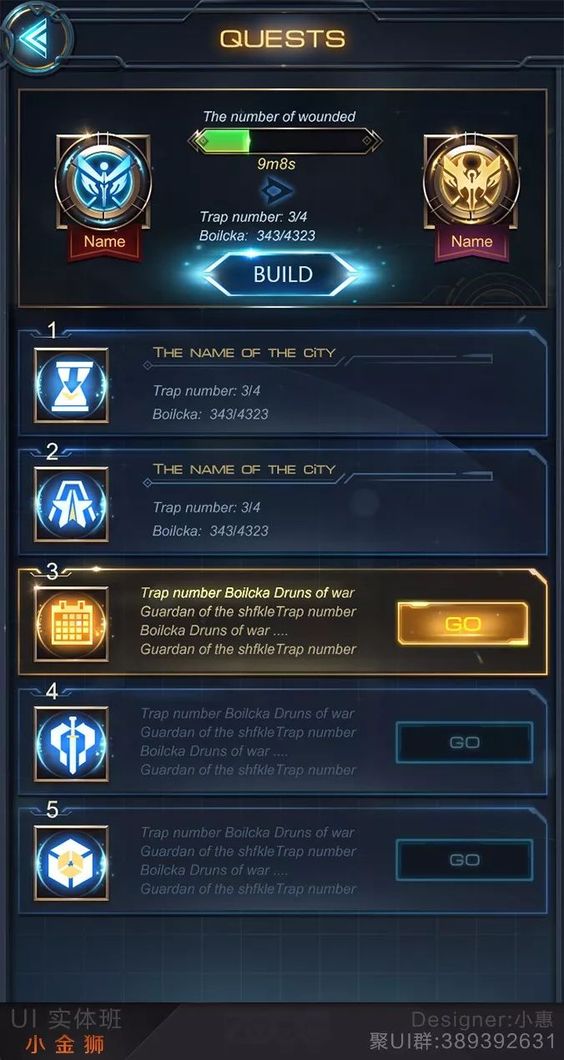 QUESTS
The number of wounded
9m8s
Trap number: 3/4
Boilcka: 343/4323
Name
Name
BUILD
1
THE NAME OF THE CiTY
Trap number: 3/4
Boilcka: 343/4323
2
THE NAME OF THE CiTY
Trap number: 3/4
Boilcka: 343/4323
3
Trap number Boilcka Druns of war
Guardan of the shfkleTrap number
Boilcka Druns of war ....
Guardan of the shfkleTrap number
GO
4
Trap number Boilcka Druns of war
Guardan of the shfkleTrap number
Boilcka Druns of war ....
Guardan of the shfkleTrap number
GO
5
Trap number Boilcka Druns of war
Guardan of the shfkleTrap number
Boilcka Druns of war ....
Guardan of the shfkleTrap number
GO
UI 实体班
小金狮
Designer:小惠
聚UI群:389392631